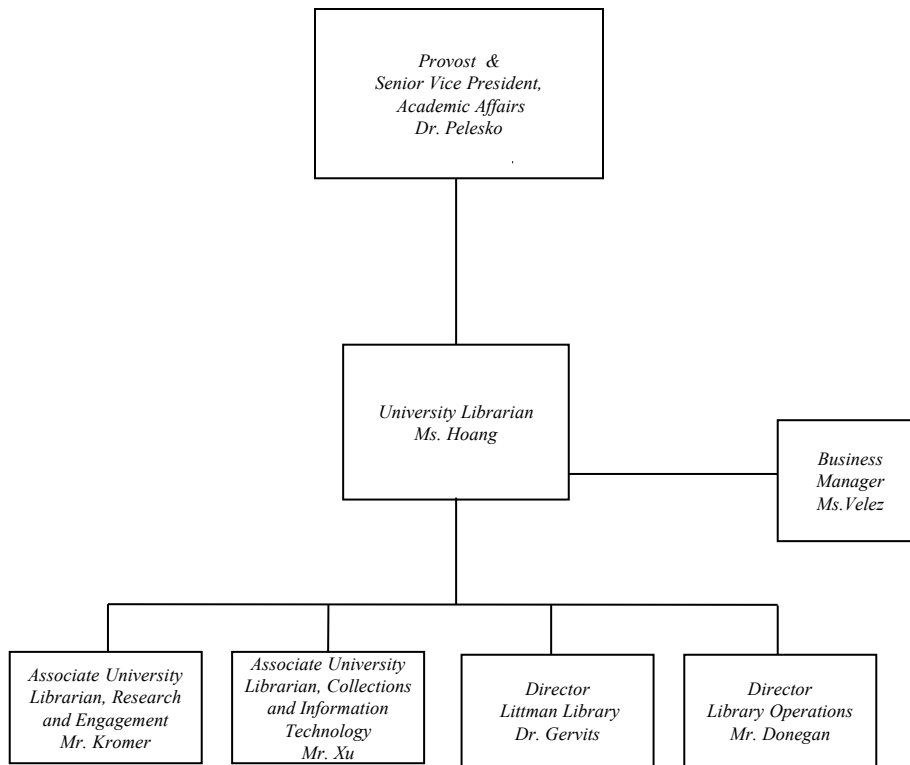 Provost &
Senior Vice President,
Academic Affairs
Dr. Pelesko
University Librarian
Ms. Hoang
Business
Manager
Ms.Velez
Associate University
Librarian, Research
and Engagement
Mr. Kromer
Associate University
Librarian, Collections
and Information
Technology
Mr. Xu
Director
Littman Library
Dr. Gervits
Director
Library Operations
Mr. Donegan